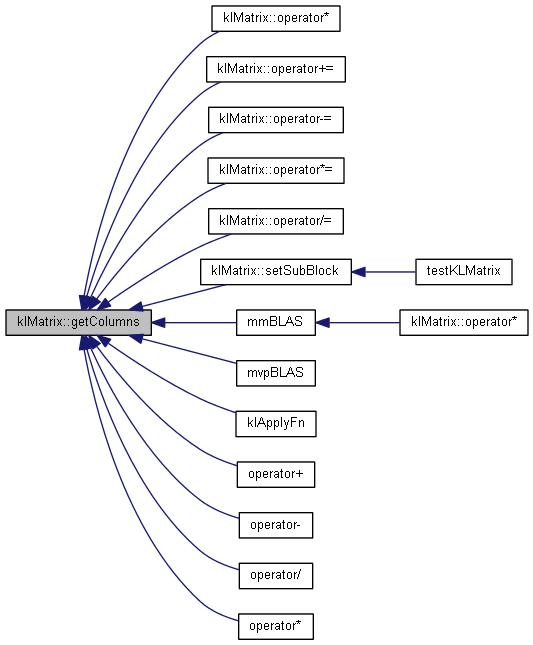 klMatrix::operator*
klMatrix::operator+=
klMatrix::operator-=
klMatrix::operator*=
klMatrix::operator/=
klMatrix::setSubBlock
testKLMatrix
klMatrix::getColumns
mmBLAS
klMatrix::operator*
mvpBLAS
klApplyFn
operator+
operator-
operator/
operator*